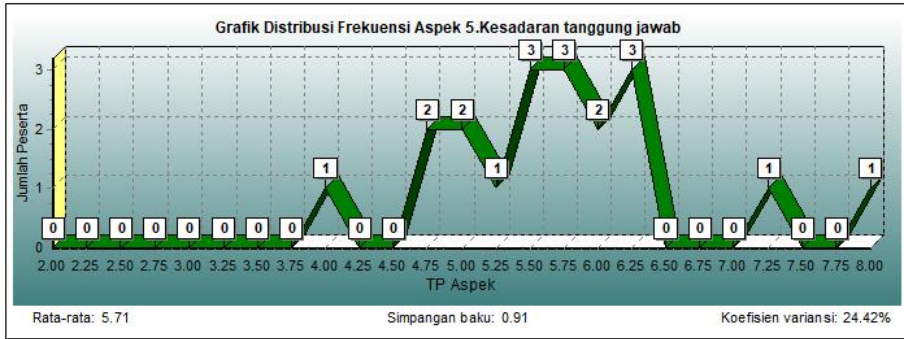 Grafik Distribusi Frekuensi Aspek 5.Kesadaran tanggung jawab
Jumlah Peserta
3
2
1
0
0 0 0 0 0 0 0 0 1 0 0 2 2 1 3 3 2 3 0 0 0 1 0 0 1
2.00 2.25 2.50 2.75 3.00 3.25 3.50 3.75 4.00 4.25 4.50 4.75 5.00 5.25 5.50 5.75 6.00 6.25 6.50 6.75 7.00 7.25 7.50 7.75 8.00
TP Aspek
Rata-rata: 5.71 Simpangan baku: 0.91 Koefisien variansi: 24.42%